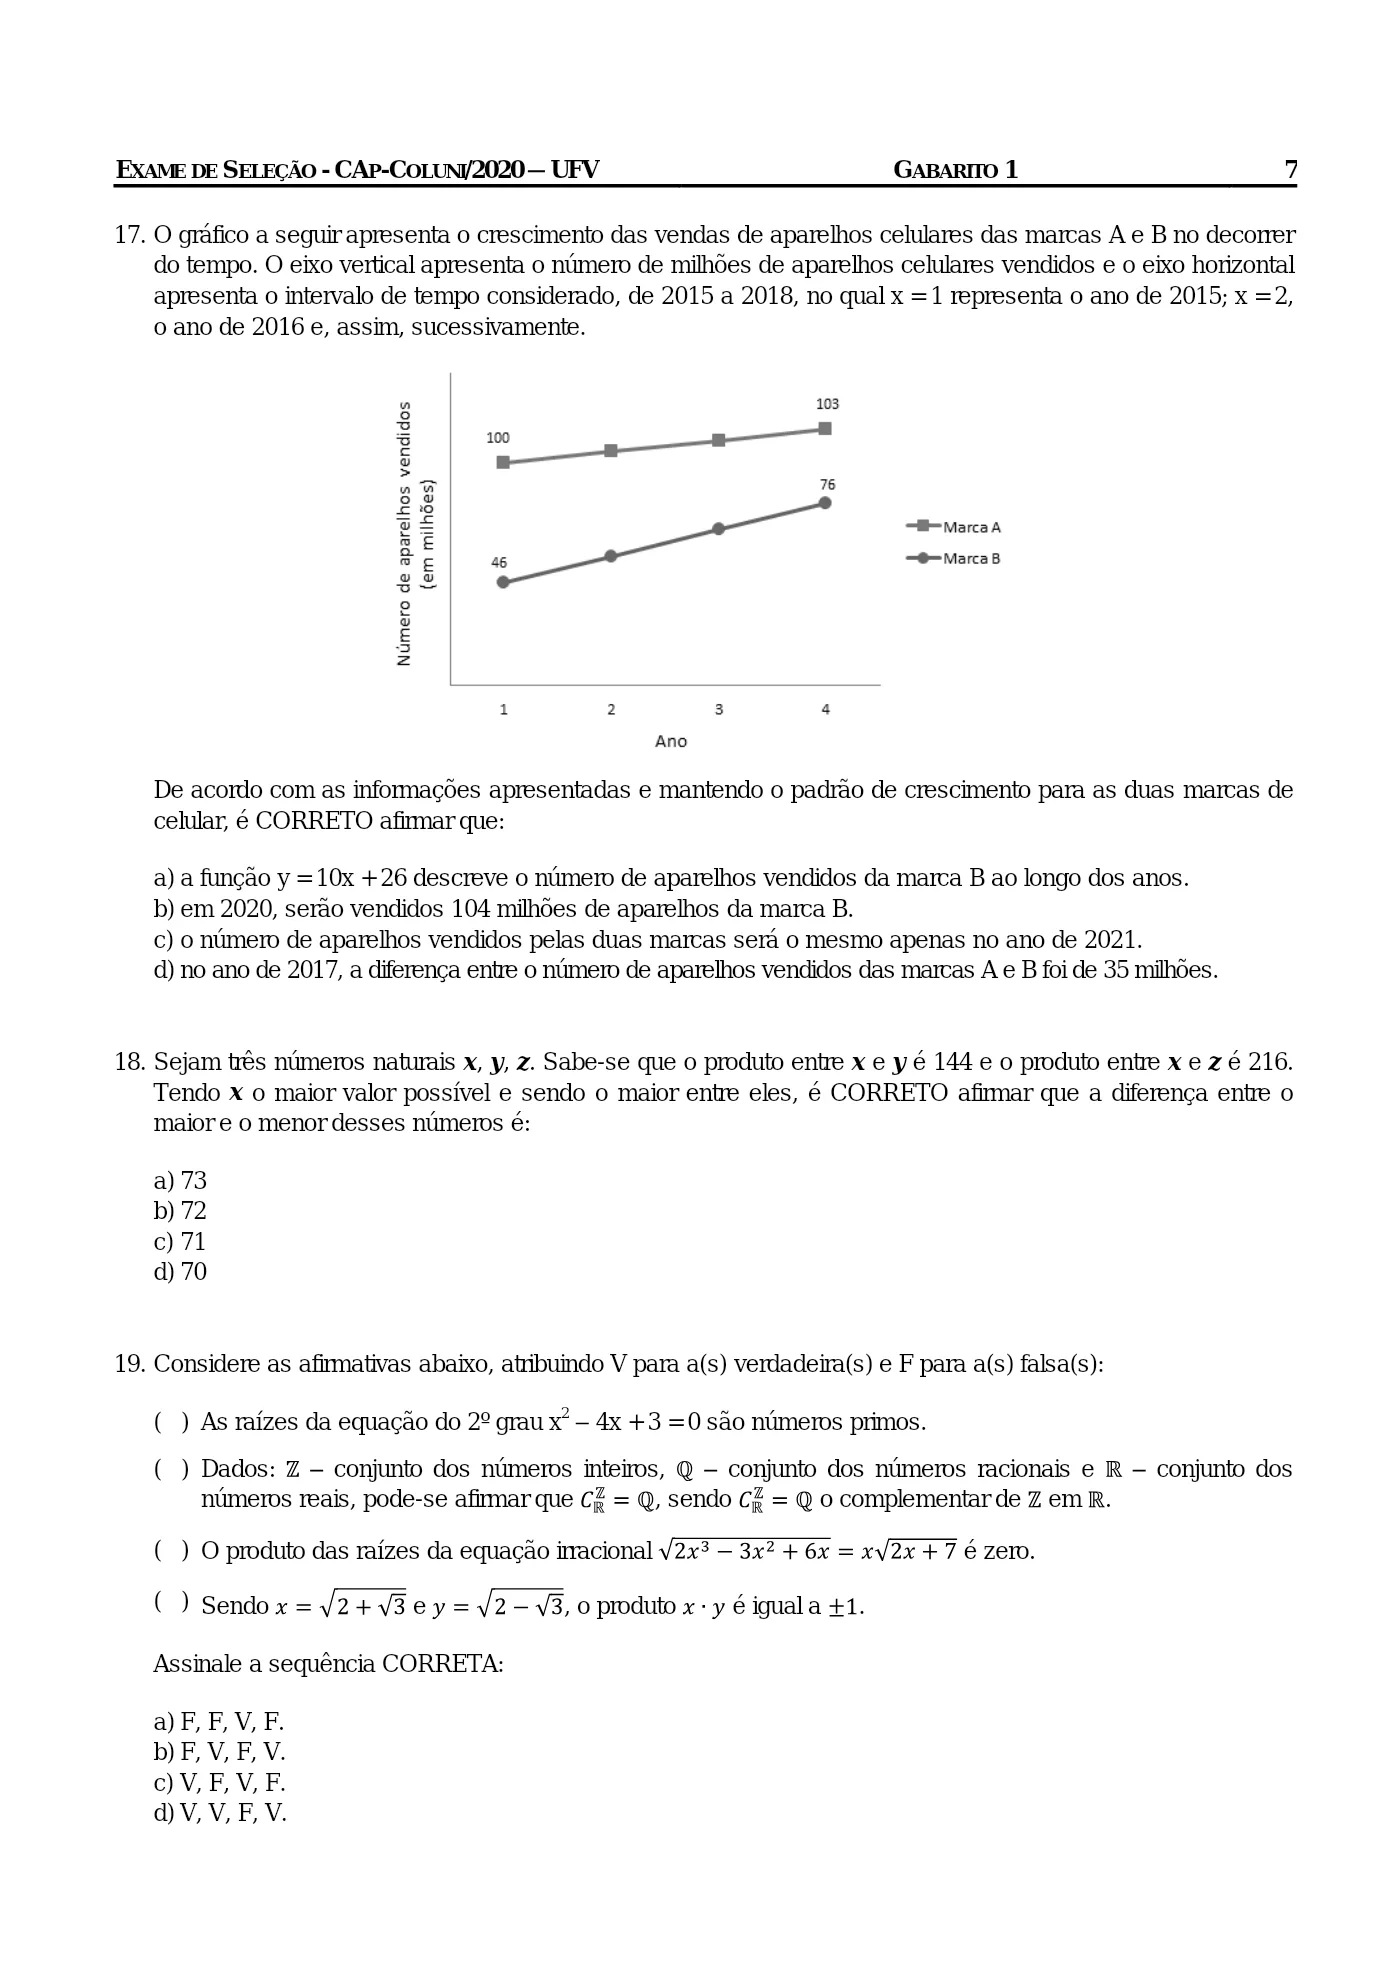 EXAME DE SELEÇÃO - CAP-COLUNI/2020 — UFV GABARITO 1 7
17. O gráfico a seguir apresenta o crescimento das vendas de aparelhos celulares das marcas A e B no decorrer
do tempo. O eixo vertical apresenta o número de milhões de aparelhos celulares vendidos e o eixo horizontal
apresenta o intervalo de tempo considerado, de 2015 a 2018, no qual x = 1 representa o ano de 2015; x = 2,
o ano de 2016 e, assim, sucessivamente.
Número de aparelhos vendidos
(em milhões)
100
103
46
76
Marca A
Marca B
1 2 3 4
Ano
De acordo com as informações apresentadas e mantendo o padrão de crescimento para as duas marcas de
celular, é CORRETO afirmar que:
a) a função y = 10x + 26 descreve o número de aparelhos vendidos da marca B ao longo dos anos.
b) em 2020, serão vendidos 104 milhões de aparelhos da marca B.
c) o número de aparelhos vendidos pelas duas marcas será o mesmo apenas no ano de 2021.
d) no ano de 2017, a diferença entre o número de aparelhos vendidos das marcas A e B foi de 35 milhões.
18. Sejam três números naturais x, y, z. Sabe-se que o produto entre x e y é 144 e o produto entre x e z é 216.
Tendo x o maior valor possível e sendo o maior entre eles, é CORRETO afirmar que a diferença entre o
maior e o menor desses números é:
a) 73
b) 72
c) 71
d) 70
19. Considere as afirmativas abaixo, atribuindo V para a(s) verdadeira(s) e F para a(s) falsa(s):
( ) As raízes da equação do 2º grau x² – 4x + 3 = 0 são números primos.
( ) Dados: ℤ – conjunto dos números inteiros, ℚ – conjunto dos números racionais e ℝ – conjunto dos
números reais, pode-se afirmar que C_ℝ^ℤ = ℚ, sendo C_ℝ^ℤ = ℚ o complementar de ℤ em ℝ.
( ) O produto das raízes da equação irracional √(2x³ − 3x² + 6x) = x√(2x + 7) é zero.
( ) Sendo x = √(2 + √3) e y = √(2 − √3), o produto x · y é igual a ±1.
Assinale a sequência CORRETA:
a) F, F, V, F.
b) F, V, F, V.
c) V, F, V, F.
d) V, V, F, V.